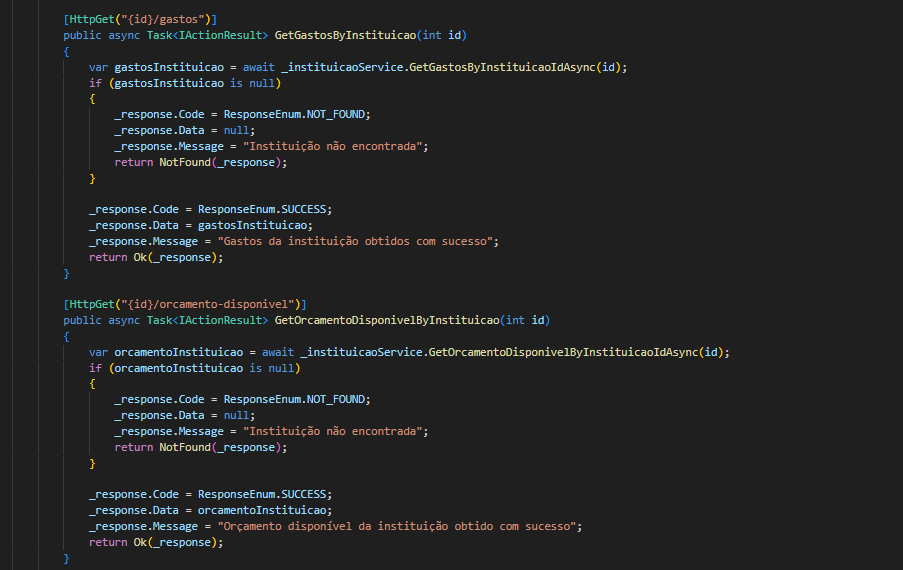 [HttpGet("{id}/gastos")]
public async Task<IActionResult> GetGastosByInstituicao(int id)
{
    var gastosInstituicao = await _instituicaoService.GetGastosByInstituicaoIdAsync(id);
    if (gastosInstituicao is null)
    {
        _response.Code = ResponseEnum.NOT_FOUND;
        _response.Data = null;
        _response.Message = "Instituição não encontrada";
        return NotFound(_response);
    }

    _response.Code = ResponseEnum.SUCCESS;
    _response.Data = gastosInstituicao;
    _response.Message = "Gastos da instituição obtidos com sucesso";
    return Ok(_response);
}

[HttpGet("{id}/orcamento-disponivel")]
public async Task<IActionResult> GetOrcamentoDisponivelByInstituicao(int id)
{
    var orcamentoInstituicao = await _instituicaoService.GetOrcamentoDisponivelByInstituicaoIdAsync(id);
    if (orcamentoInstituicao is null)
    {
        _response.Code = ResponseEnum.NOT_FOUND;
        _response.Data = null;
        _response.Message = "Instituição não encontrada";
        return NotFound(_response);
    }

    _response.Code = ResponseEnum.SUCCESS;
    _response.Data = orcamentoInstituicao;
    _response.Message = "Orçamento disponível da instituição obtido com sucesso";
    return Ok(_response);
}